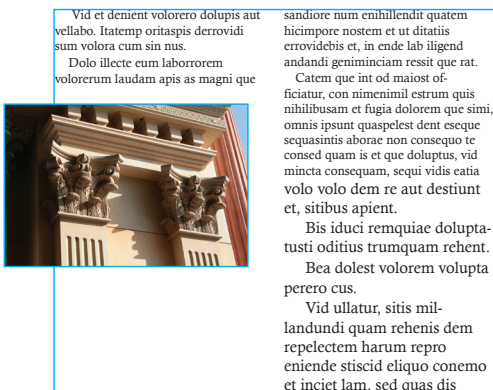 Vid et denient volorero dolupis aut
vellabo. Itatemp oritaspis derrovidi
sum volora cum sin nus.
Dolo illecte eum laborrorem
volorerum laudam apis as magni que
sandiore num enihillendit quatem
hicimpore nostem et ut ditatiis
errovidebis et, in ende lab iligend
andandi geniminciam ressit que rat.
Catem que int od maiost of-
ficiatur, con nimenimil estrum quis
nihilibusam et fugia dolorem que simi,
omnis ipsunt quaspelest dent eseque
sequasintis aborae non consequo te
consed quam is et que doluptus, vid
mincta consequam, sequi vidis eatia
volo volo dem re aut destiunt
et, sitibus apient.
Bis iduci remquiae dolupta-
tusti oditius trumquam rehent.
Bea dolest volorem volupta
perero cus.
Vid ullatur, sitis mil-
landundi quam rehenis dem
repelectem harum repro
eniende stiscid eliquo conemo
et inciet lam, sed quas dis